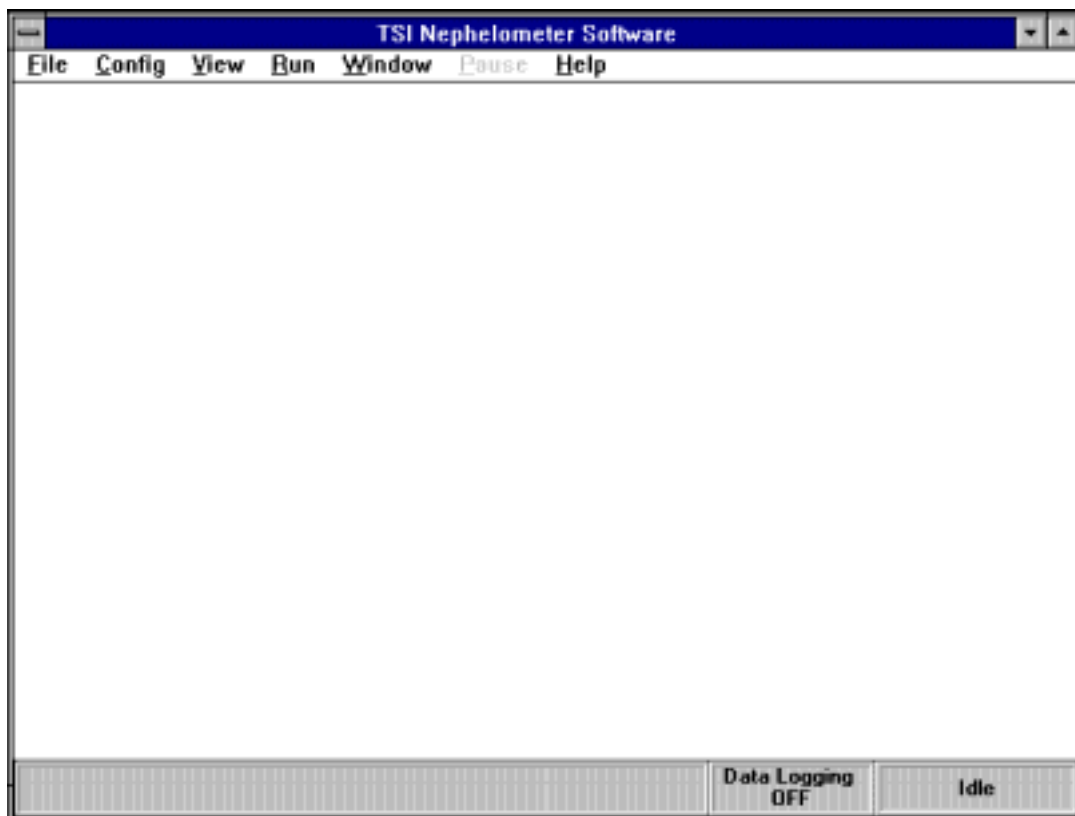 TSI Nephelometer Software
File Config View Run Window Pause Help
Data Logging
OFF
Idle